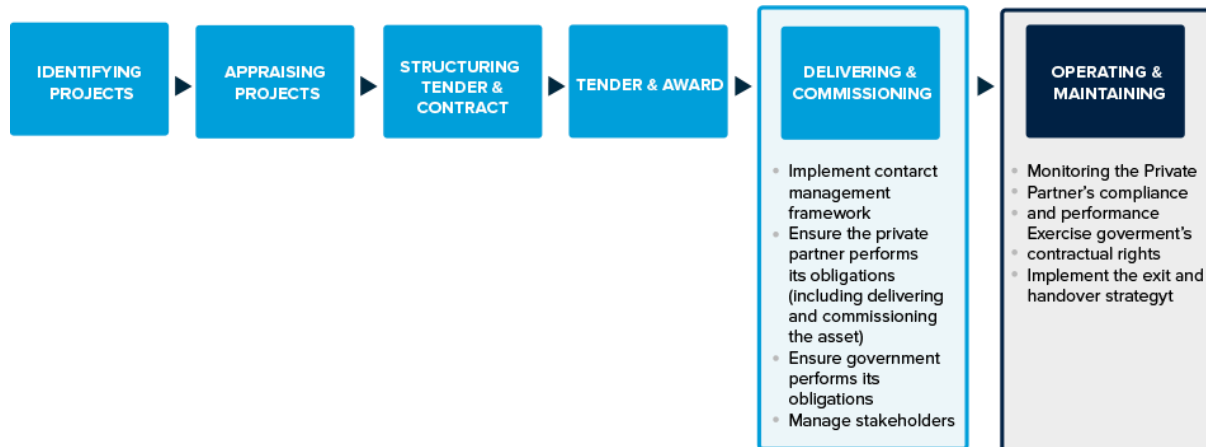 IDENTIFYING
PROJECTS
APPRAISING
PROJECTS
STRUCTURING
TENDER &
CONTRACT
TENDER & AWARD
DELIVERING &
COMMISSIONING
OPERATING &
MAINTAINING
• Implement contarct
management
framework
• Ensure the private
partner performs
its obligations
(including delivering
and commissioning
the asset)
• Ensure government
performs its
obligations
• Manage stakeholders
• Monitoring the Private
• Partner's compliance
• and performance
Exercise goverment's
• contractual rights
• Implement the exit and
handover strategyt